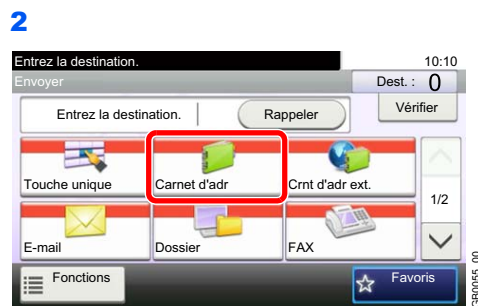 2
Entrez la destination.
10:10
Envoyer
Dest. : 0
Entrez la destination.
Rappeler
Vérifier
Touche unique
Carnet d'adr
Crnt d'adr ext.
1/2
E-mail
Dossier
FAX
Fonctions
Favoris
GB0055_00